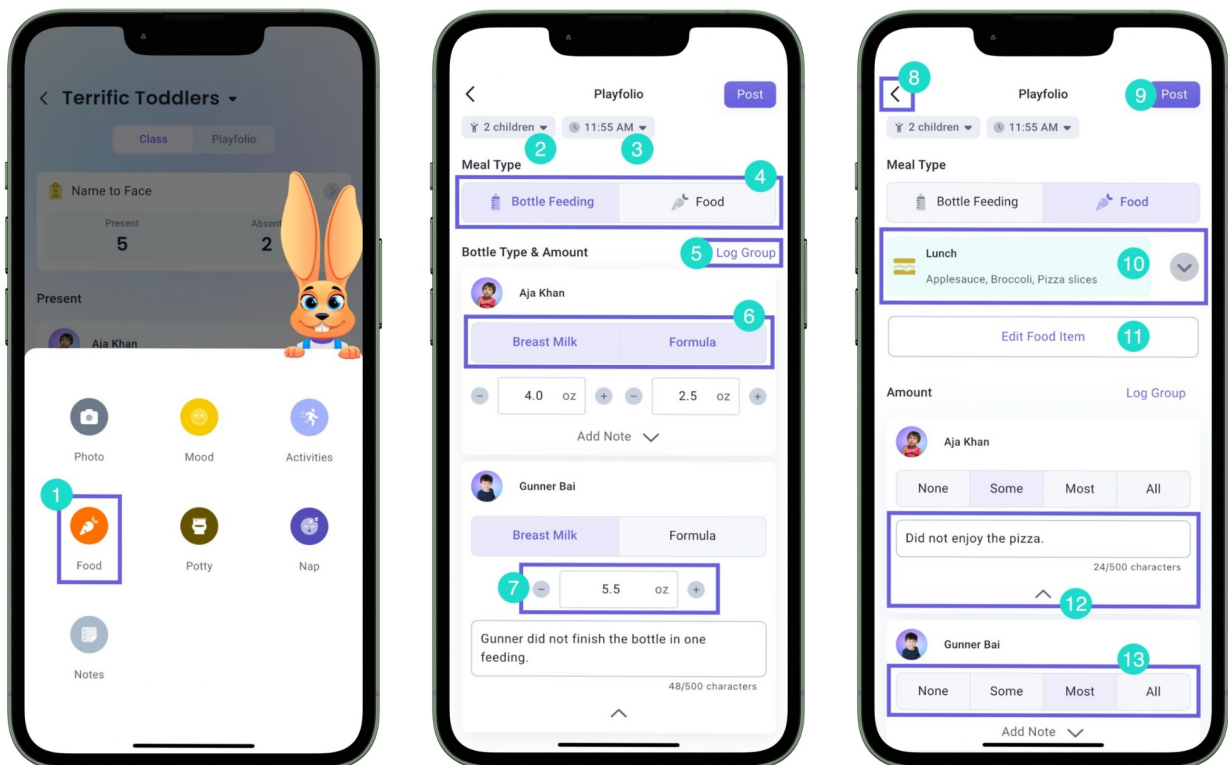 Terrific Toddlers
Class Playfolio
Name to Face
Present Absent
5 2
Present
Aja Khan
Photo Mood Activities
1
Food Potty Nap
Notes
Playfolio Post
2 children 11:55 AM
2 3
Meal Type
4
Bottle Feeding Food
Bottle Type & Amount 5 Log Group
Aja Khan
6
Breast Milk Formula
4.0 oz 2.5 oz
Add Note
Gunner Bai
Breast Milk Formula
7 5.5 oz
Gunner did not finish the bottle in one
feeding.
48/500 characters
8
Playfolio 9 Post
2 children 11:55 AM
Meal Type
Bottle Feeding Food
Lunch
10
Applesauce, Broccoli, Pizza slices
Edit Food Item 11
Amount Log Group
Aja Khan
None Some Most All
Did not enjoy the pizza.
24/500 characters
12
Gunner Bai
13
None Some Most All
Add Note